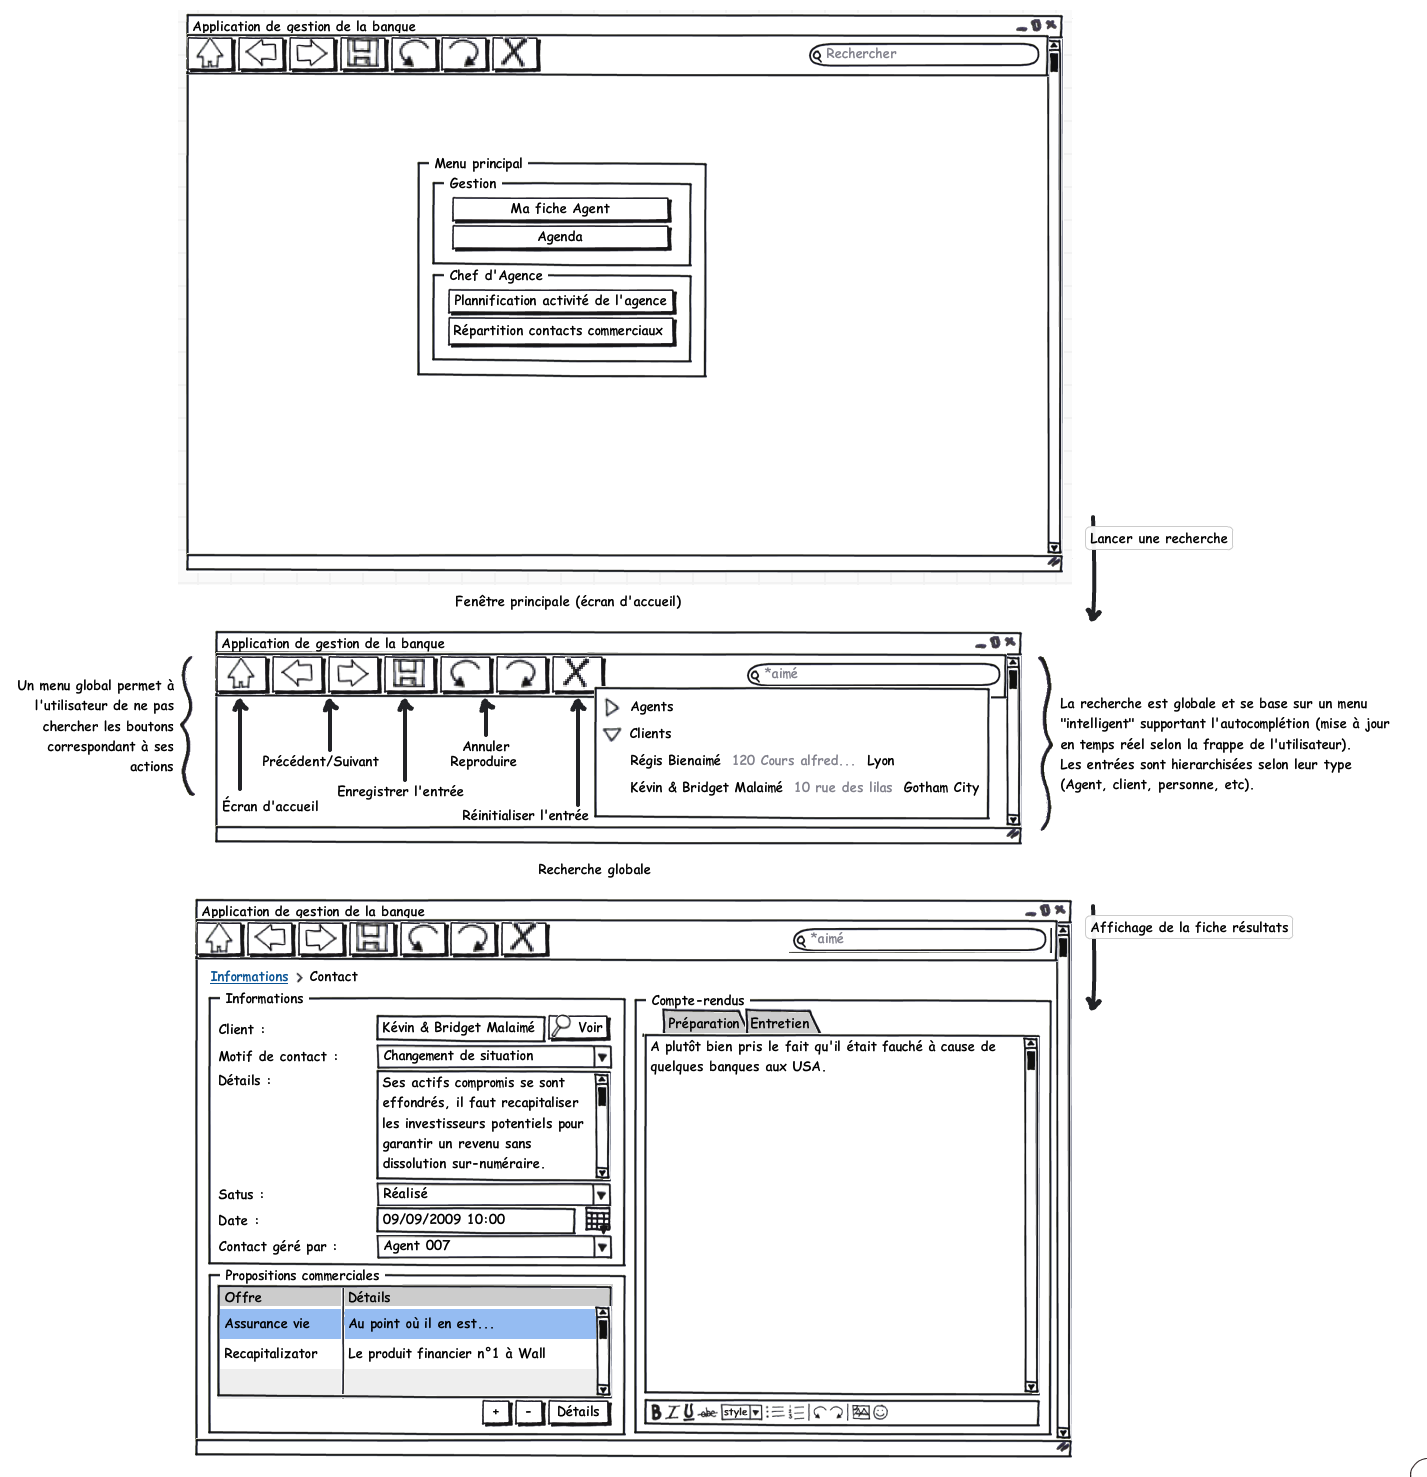 Application de gestion de la banque
Rechercher
Menu principal
Gestion
Ma fiche Agent
Agenda
Chef d'Agence
Plannification activité de l'agence
Répartition contacts commerciaux
Lancer une recherche
Fenêtre principale (écran d'accueil)
Application de gestion de la banque
*aimé
Un menu global permet à
l'utilisateur de ne pas
chercher les boutons
correspondant à ses
actions
Écran d'accueil
Précédent/Suivant
Enregistrer l'entrée
Annuler
Reproduire
Réinitialiser l'entrée
Agents
Clients
Régis Bienaimé 120 Cours alfred... Lyon
Kévin & Bridget Malaimé 10 rue des lilas Gotham City
La recherche est globale et se base sur un menu
"intelligent" supportant l'autocomplétion (mise à jour
en temps réel selon la frappe de l'utilisateur).
Les entrées sont hierarchisées selon leur type
(Agent, client, personne, etc).
Recherche globale
Application de gestion de la banque
*aimé
Affichage de la fiche résultats
Informations > Contact
Informations
Client : Kévin & Bridget Malaimé Voir
Motif de contact : Changement de situation
Détails : Ses actifs compromis se sont
effondrés, il faut recapitaliser
les investisseurs potentiels pour
garantir un revenu sans
dissolution sur-numéraire.
Satus : Réalisé
Date : 09/09/2009 10:00
Contact géré par : Agent 007
Propositions commerciales
Offre Détails
Assurance vie Au point où il en est...
Recapitalizator Le produit financier n°1 à Wall
+ - Détails
Compte-rendus
Préparation Entretien
A plutôt bien pris le fait qu'il était fauché à cause de
quelques banques aux USA.
B I U abc style